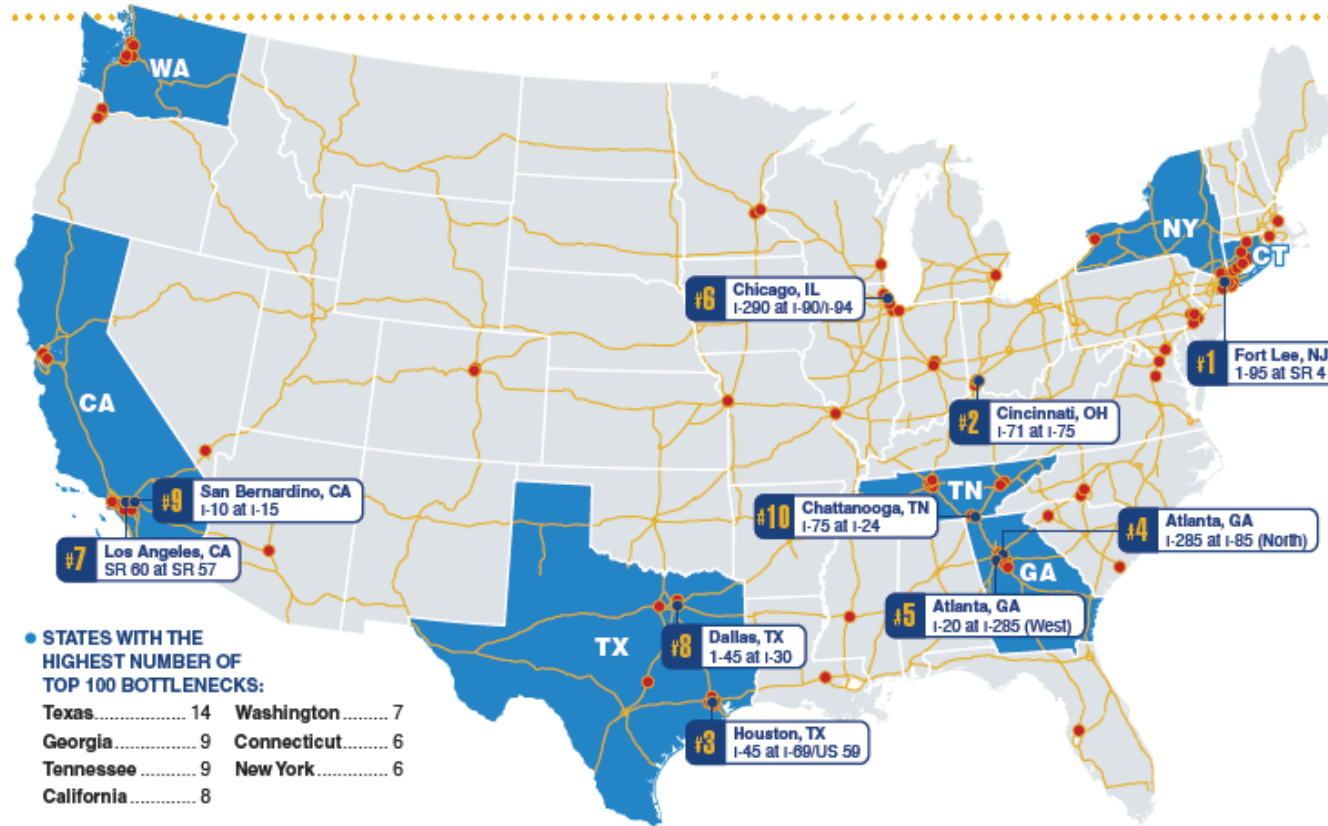 WA
NY
CT
#6 Chicago, IL
I-290 at I-90/I-94
#1 Fort Lee, NJ
1-95 at SR 4
CA
#2 Cincinnati, OH
I-71 at I-75
#9 San Bernardino, CA
I-10 at I-15
TN
#10 Chattanooga, TN
I-75 at I-24
#4 Atlanta, GA
I-285 at I-85 (North)
#7 Los Angeles, CA
SR 60 at SR 57
GA
#5 Atlanta, GA
I-20 at I-285 (West)
TX
#8 Dallas, TX
1-45 at I-30
#3 Houston, TX
I-45 at I-69/US 59
STATES WITH THE
HIGHEST NUMBER OF
TOP 100 BOTTLENECKS:
Texas.................. 14 Washington ......... 7
Georgia ................ 9 Connecticut........ 6
Tennessee ............ 9 New York .............. 6
California ............. 8